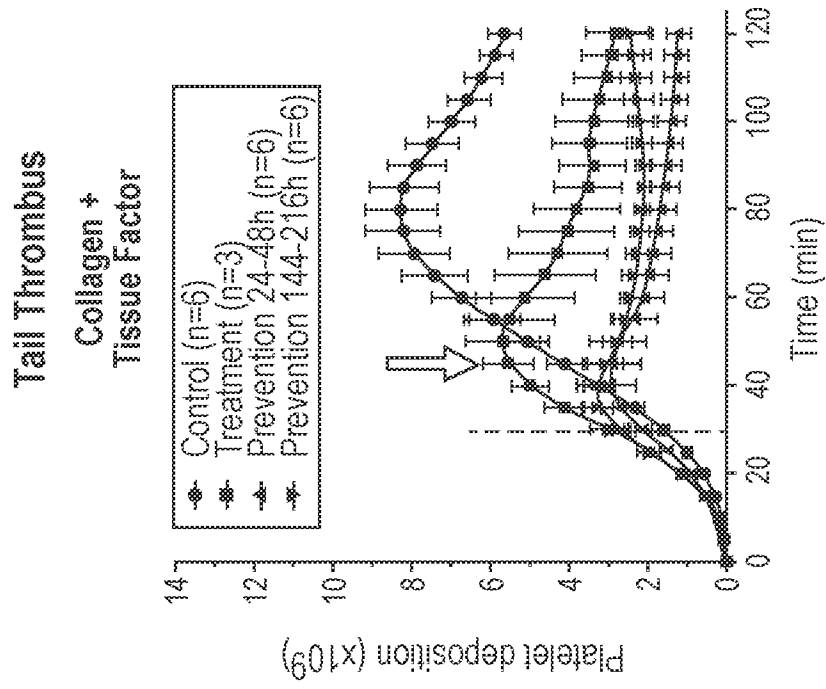 Tail Thrombus
Collagen +
Tissue Factor
Control (n=6)
Treatment (n=3)
Prevention 24-48h (n=6)
Prevention 144-216h (n=6)
Platelet deposition (x10⁹)
14
12
10
8
6
4
2
0
0
20
40
60
80
100
120
Time (min)